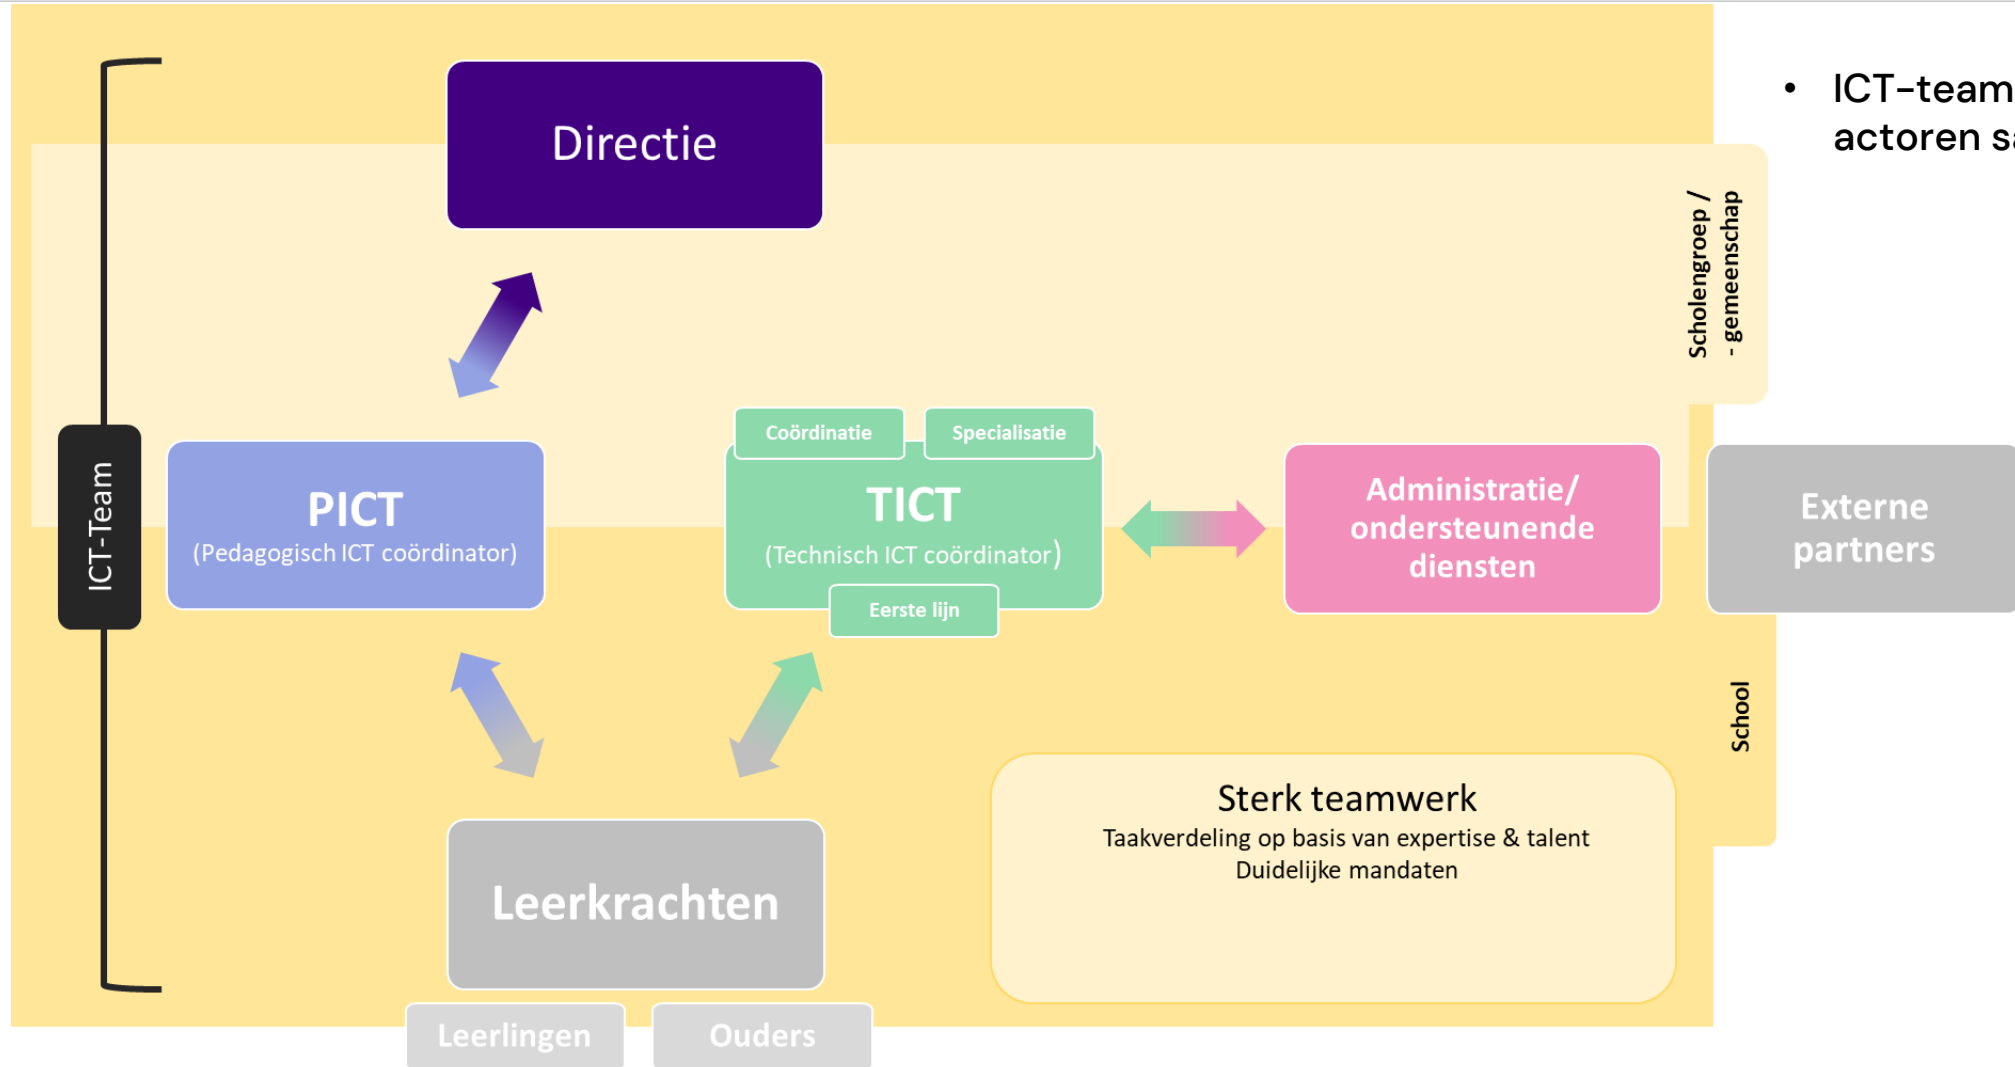 Directie
• ICT-team
actoren
Scholengroep /
- gemeenschap
ICT-Team
PICT
(Pedagogisch ICT coördinator)
Coördinatie
Specialisatie
TICT
(Technisch ICT coördinator)
Eerste lijn
Administratie/
ondersteunende
diensten
Externe
partners
School
Sterk teamwerk
Taakverdeling op basis van expertise & talent
Duidelijke mandaten
Leerkrachten
Leerlingen
Ouders